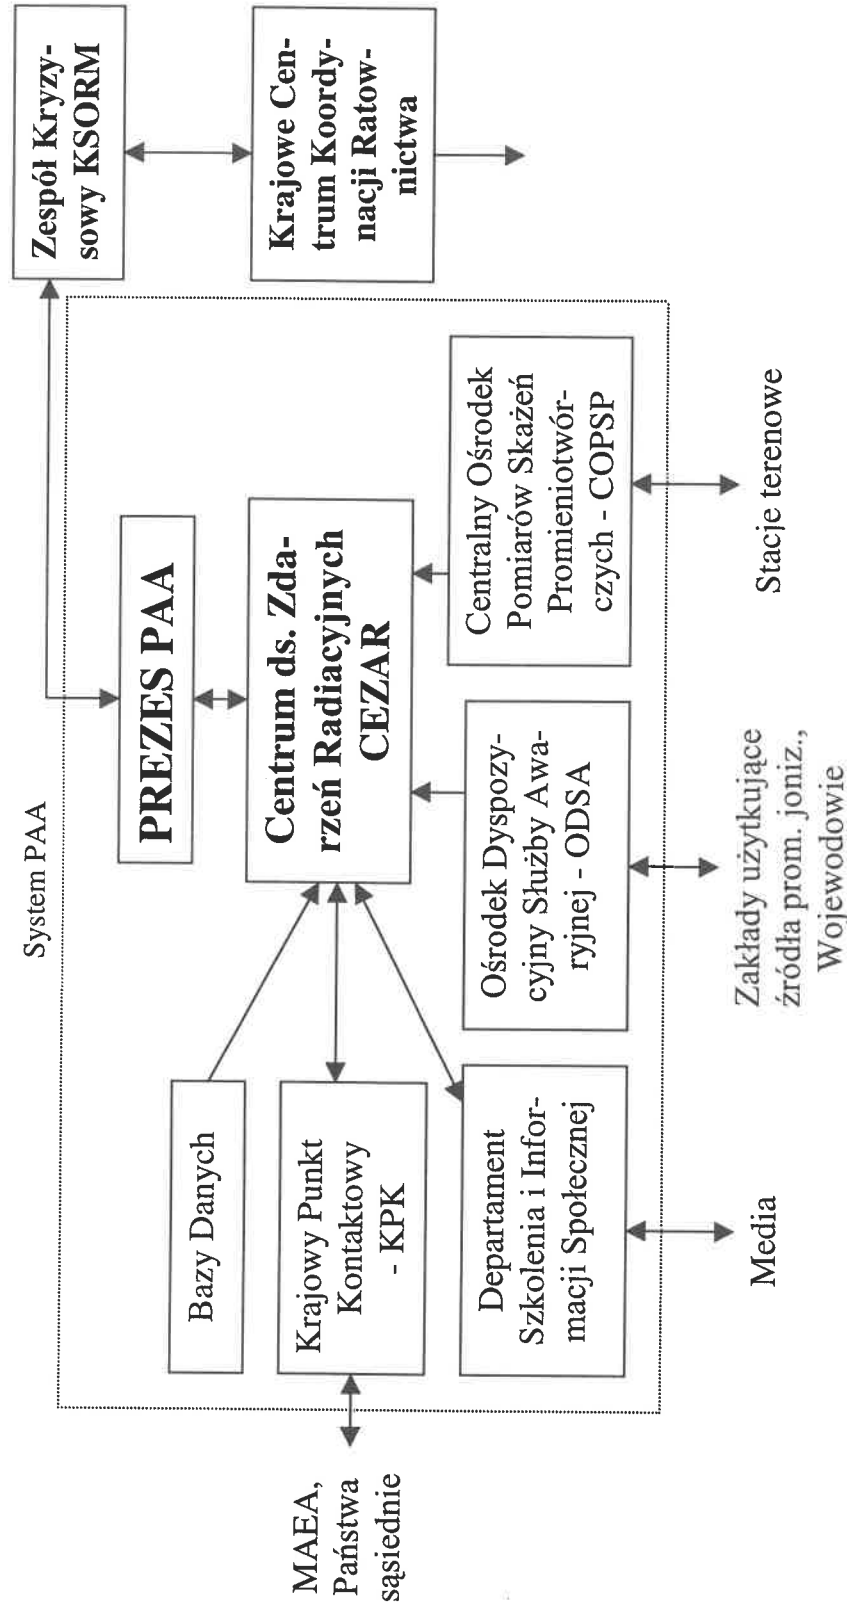 System PAA
Zespół Kryzy-
sowy KSORM
PREZES PAA
Krajowe Cen-
trum Koordy-
nacji Ratow-
nictwa
Bazy Danych
Centrum ds. Zda-
rzeń Radiacyjnych
CEZAR
MAEA,
Państwa
sąsiednie
Krajowy Punkt
Kontaktowy
- KPK
Departament
Szkolenia i Infor-
macji Społecznej
Ośrodek Dyspozy-
cyjny Służby Awa-
ryjnej - ODSA
Centralny Ośrodek
Pomiarów Skażeń
Promieniotwór-
czych - COPSP
Media
Zakłady użytkujące
źródła prom. joniz.,
Wojewodowie
Stacje terenowe